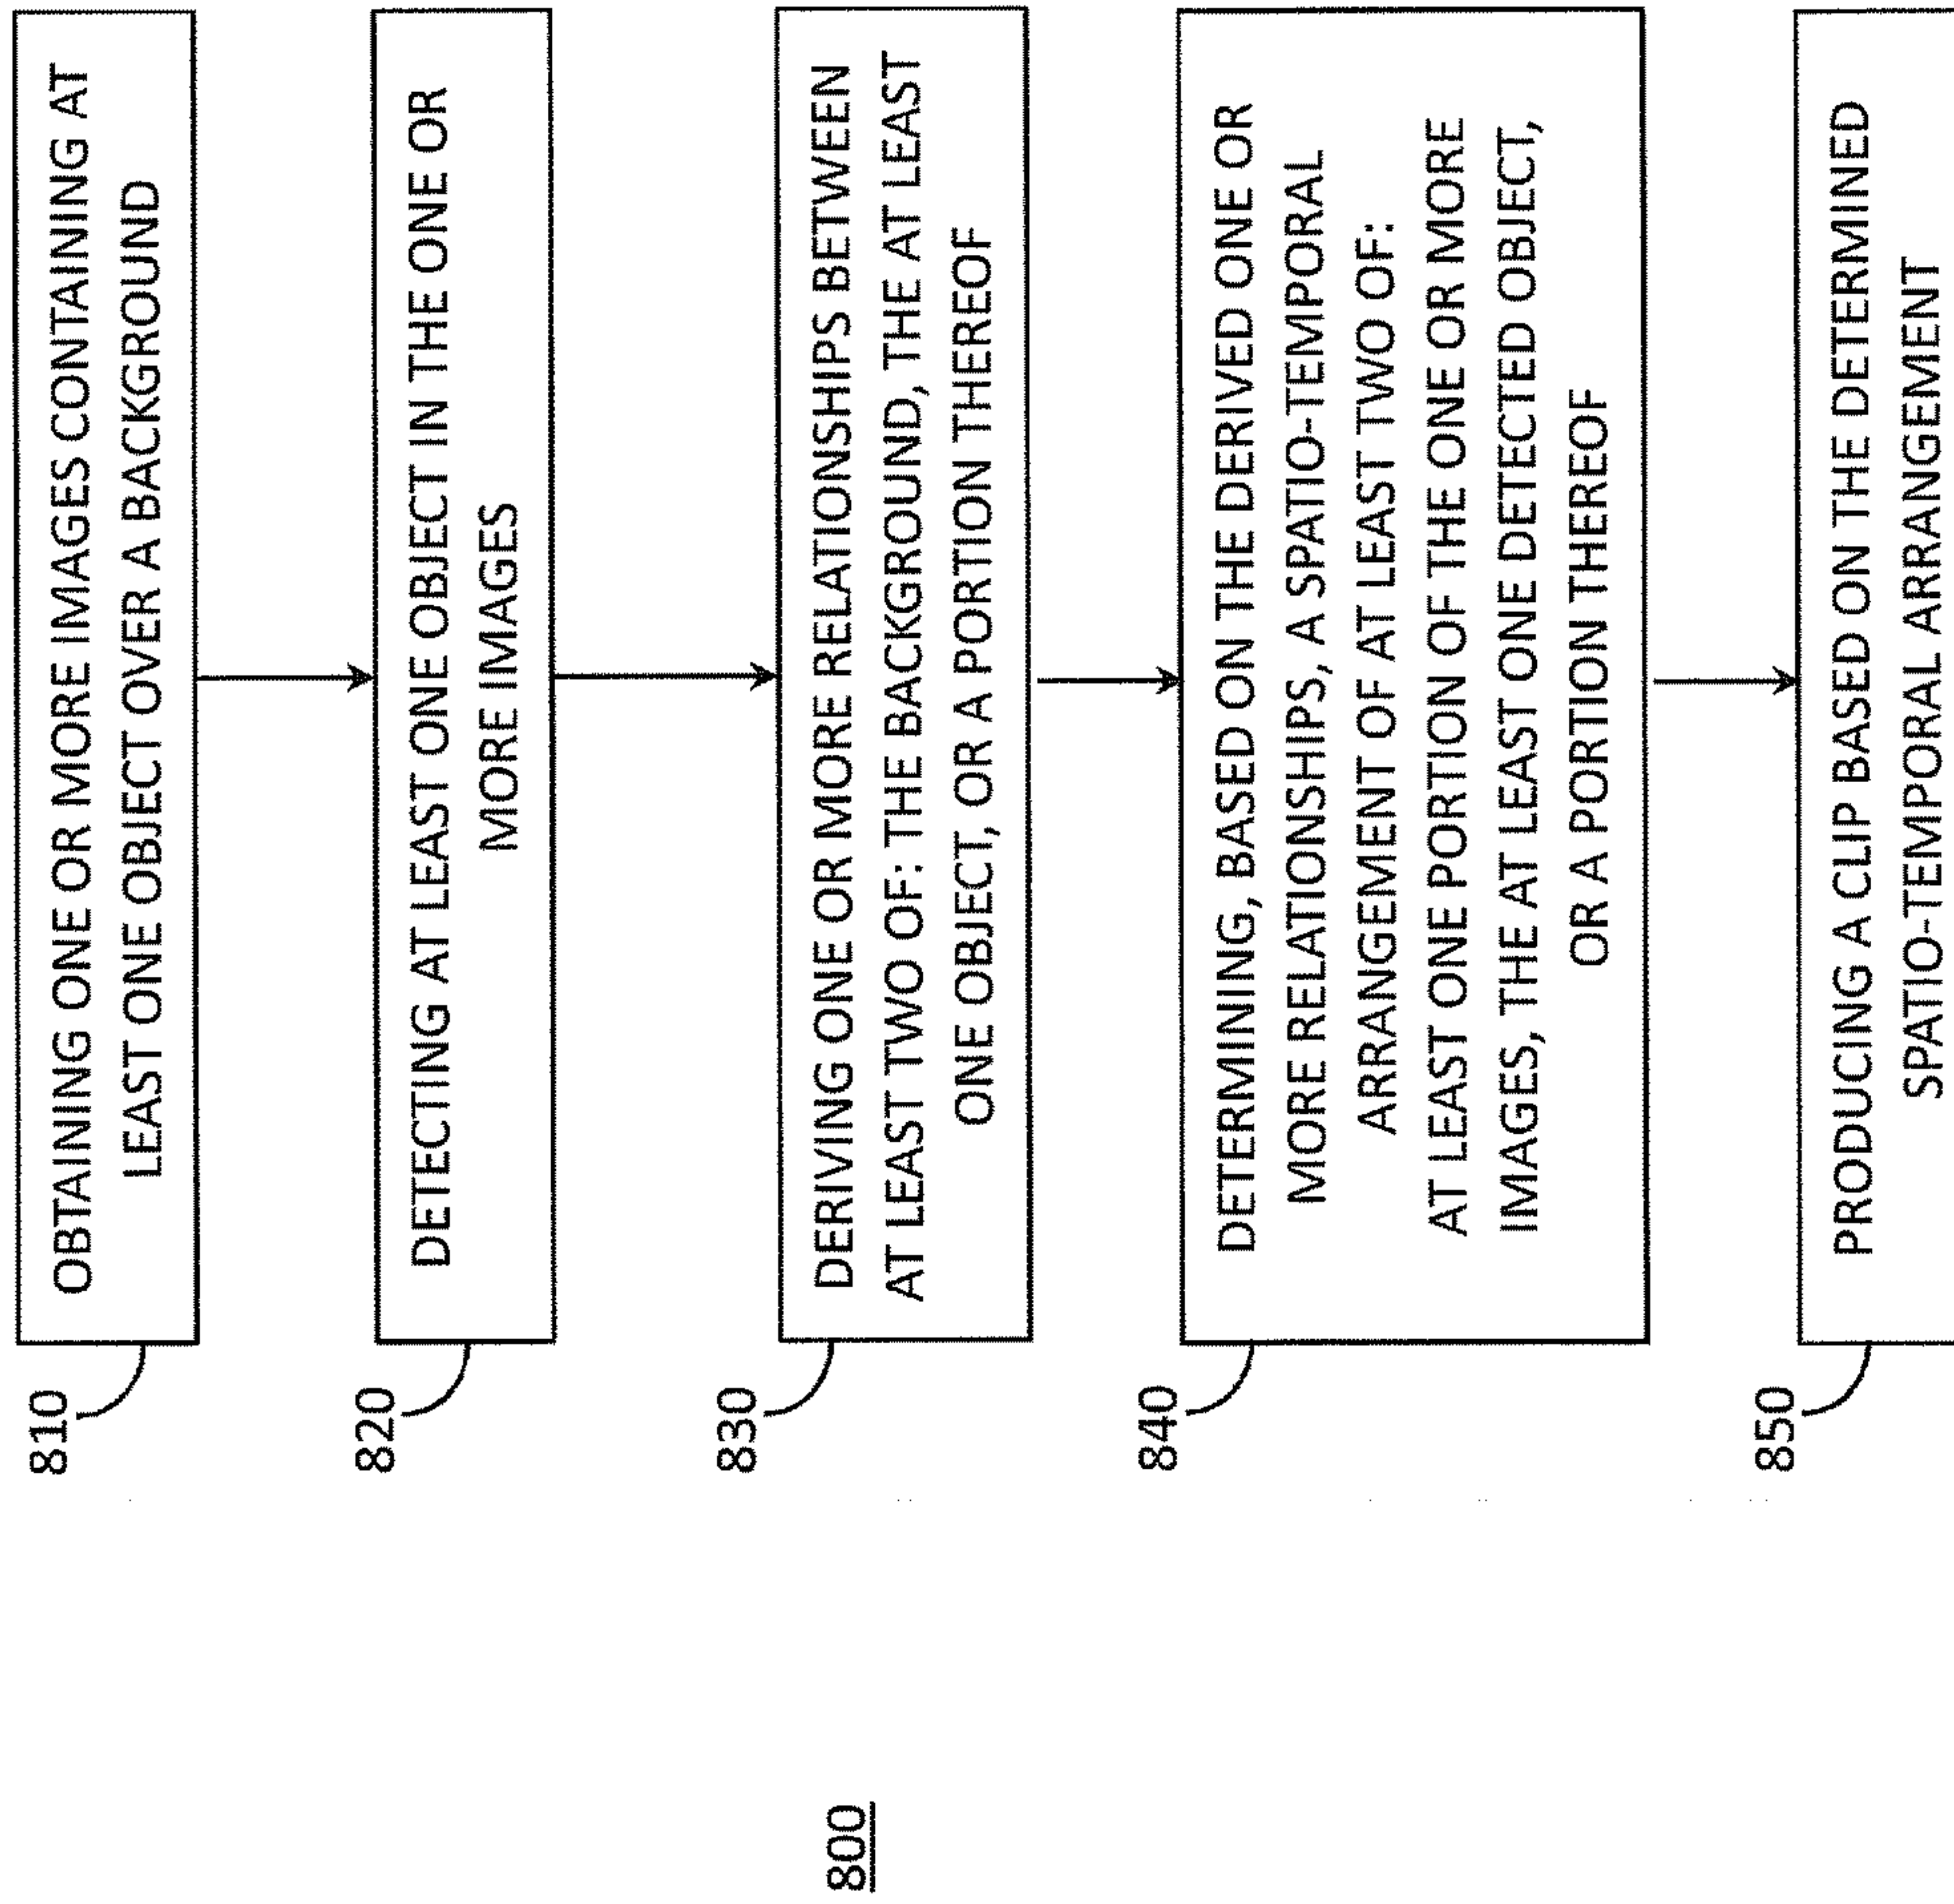 810
OBTAINING ONE OR MORE IMAGES CONTAINING AT
LEAST ONE OBJECT OVER A BACKGROUND
820
DETECTING AT LEAST ONE OBJECT IN THE ONE OR
MORE IMAGES
830
DERIVING ONE OR MORE RELATIONSHIPS BETWEEN
AT LEAST TWO OF: THE BACKGROUND, THE AT LEAST
ONE OBJECT, OR A PORTION THEREOF
840
DETERMINING, BASED ON THE DERIVED ONE OR
MORE RELATIONSHIPS, A SPATIO-TEMPORAL
ARRANGEMENT OF AT LEAST TWO OF:
AT LEAST ONE PORTION OF THE ONE OR MORE
IMAGES, THE AT LEAST ONE DETECTED OBJECT,
OR A PORTION THEREOF
850
PRODUCING A CLIP BASED ON THE DETERMINED
SPATIO-TEMPORAL ARRANGEMENT
800